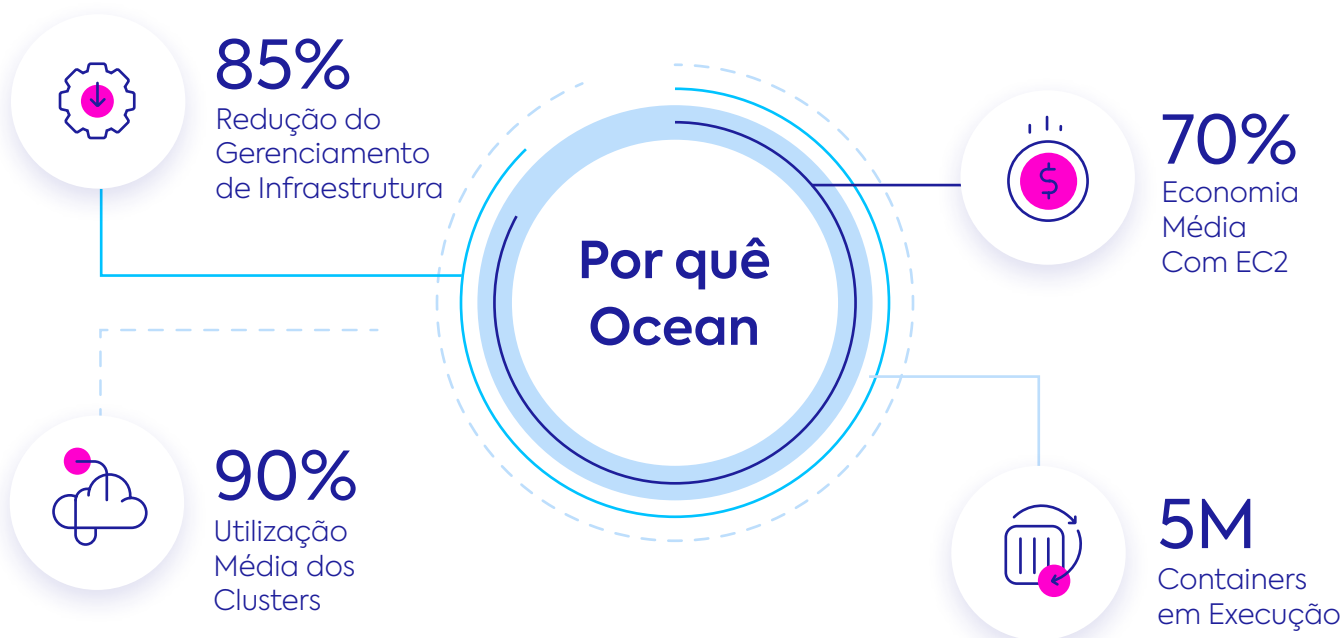 85%
Redução do
Gerenciamento
de Infraestrutura
Por quê
Ocean
70%
Economia
Média
Com EC2
90%
Utilização
Média dos
Clusters
5M
Containers
em Execução
$